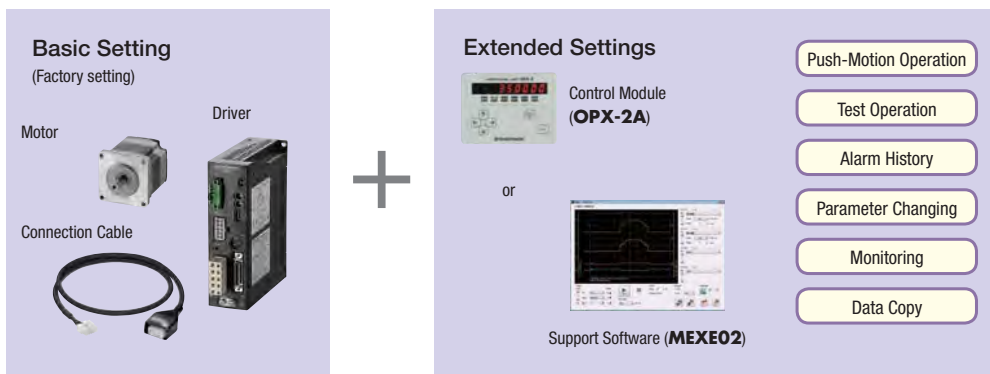 Basic Setting
(Factory setting)
Motor
Driver
Connection Cable
Extended Settings
Control Module
(OPX-2A)
or
Support Software (MEXE02)
Push-Motion Operation
Test Operation
Alarm History
Parameter Changing
Monitoring
Data Copy